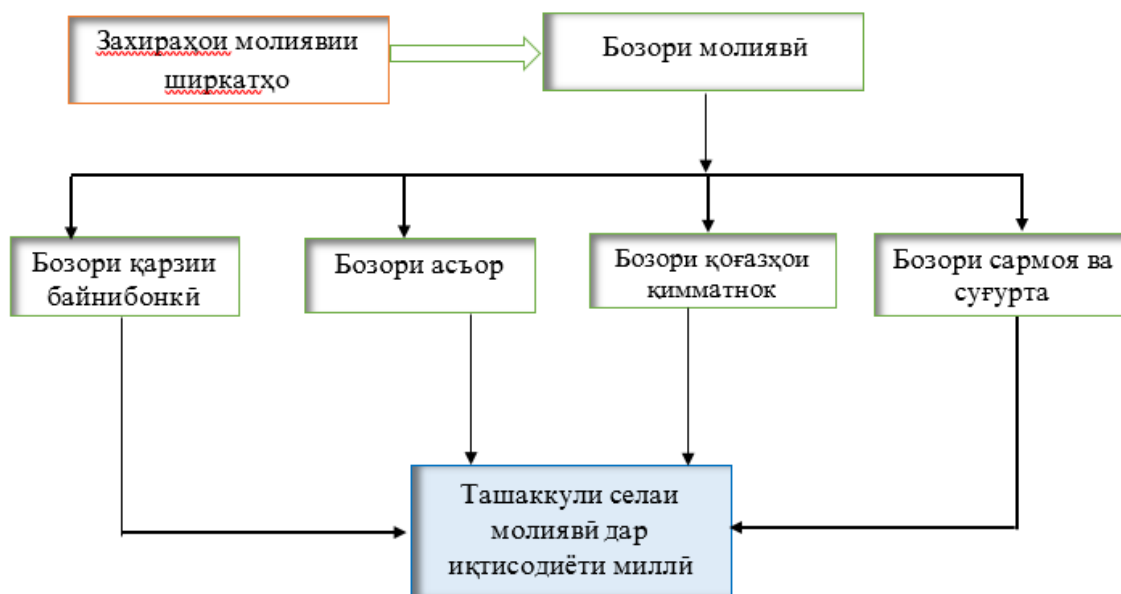 Захираҳои молиявии
ширкатҳо
Бозори молиявӣ
Бозори қарзии
байнибонкӣ
Бозори асъор
Бозори қоғазҳои
қимматнок
Бозори сармоя ва
суғурта
Ташаккули селаи
молиявӣ дар
иқтисодиёти миллӣ